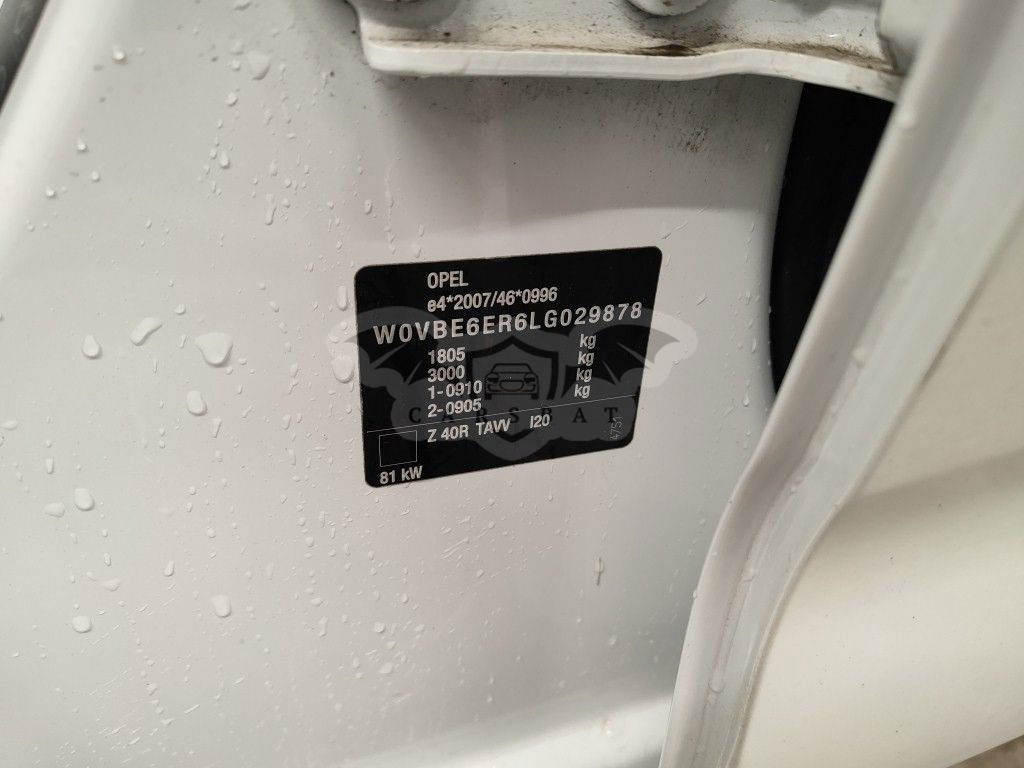 OPEL
e4*2007/46*0996
W0VBE6ER6LG029878
1805 kg
3000 kg
1-0910 kg
2-0905 kg
Z 40R TAVV I20
81 kW
CARSBAT